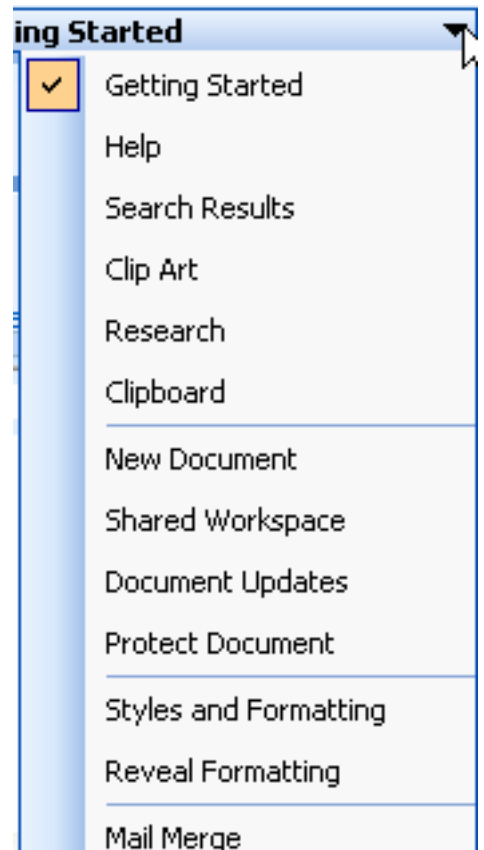 ing Started
Getting Started
Help
Search Results
Clip Art
Research
Clipboard
New Document
Shared Workspace
Document Updates
Protect Document
Styles and Formatting
Reveal Formatting
Mail Merge